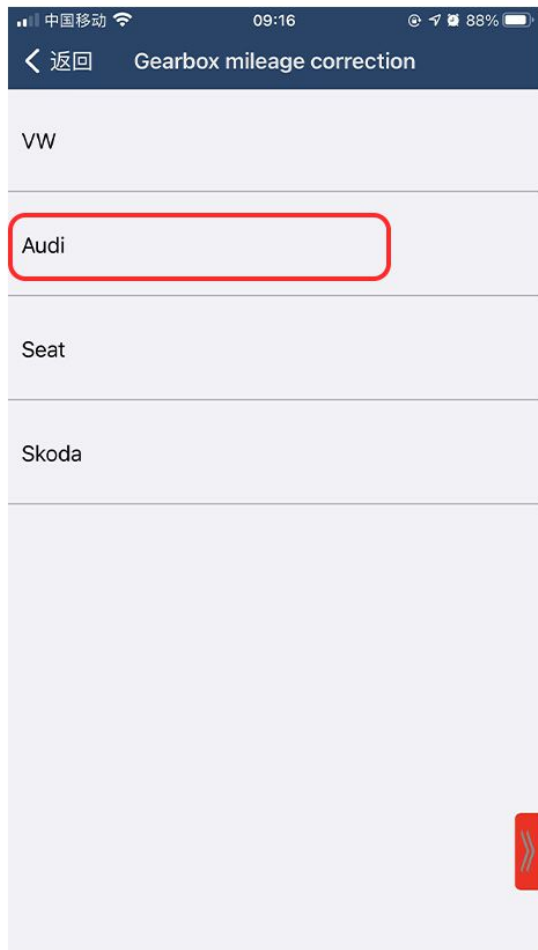 中国移动 09:16 88%
返回 Gearbox mileage correction
VW
Audi
Seat
Skoda